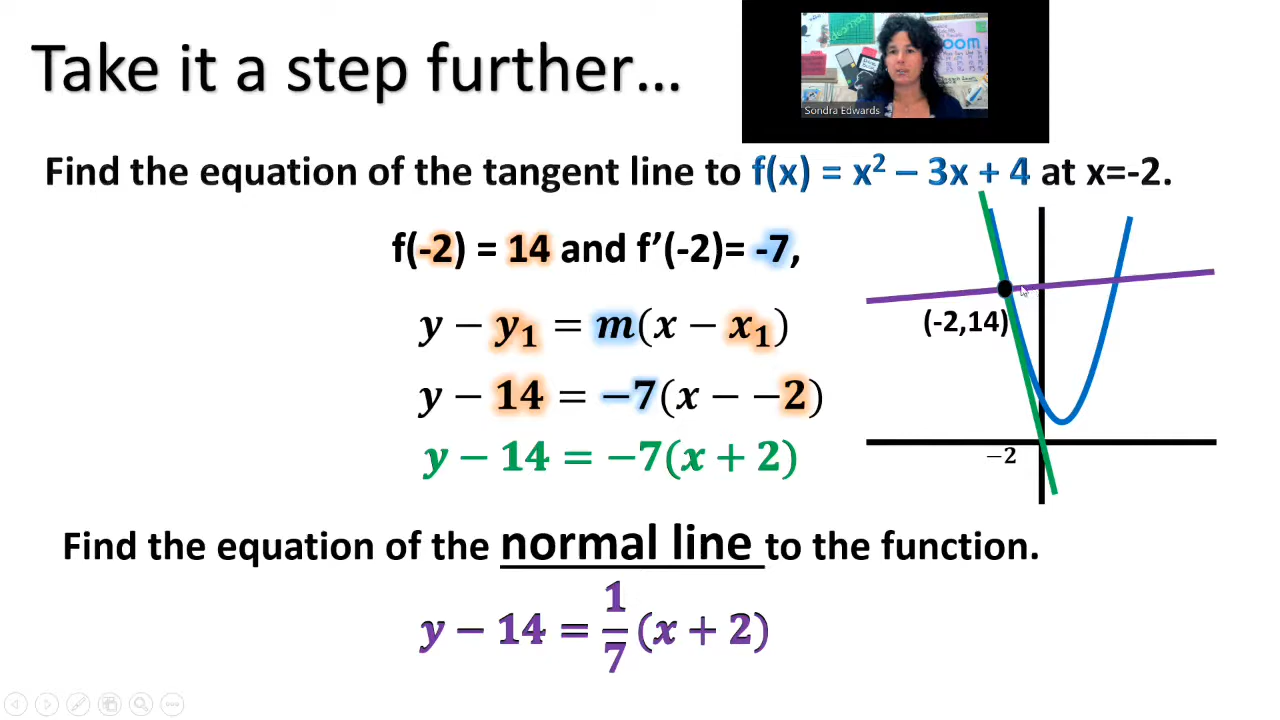 Take it a step further...
Sondra Edwards
Find the equation of the tangent line to f(x) = x² – 3x + 4 at x=-2.
f(-2) = 14 and f’(-2)= -7,
y − y₁ = m(x − x₁)
y − 14 = −7(x − −2)
y − 14 = −7(x + 2)
(-2,14)
−2
Find the equation of the normal line to the function.
y − 14 = 1/7 (x + 2)